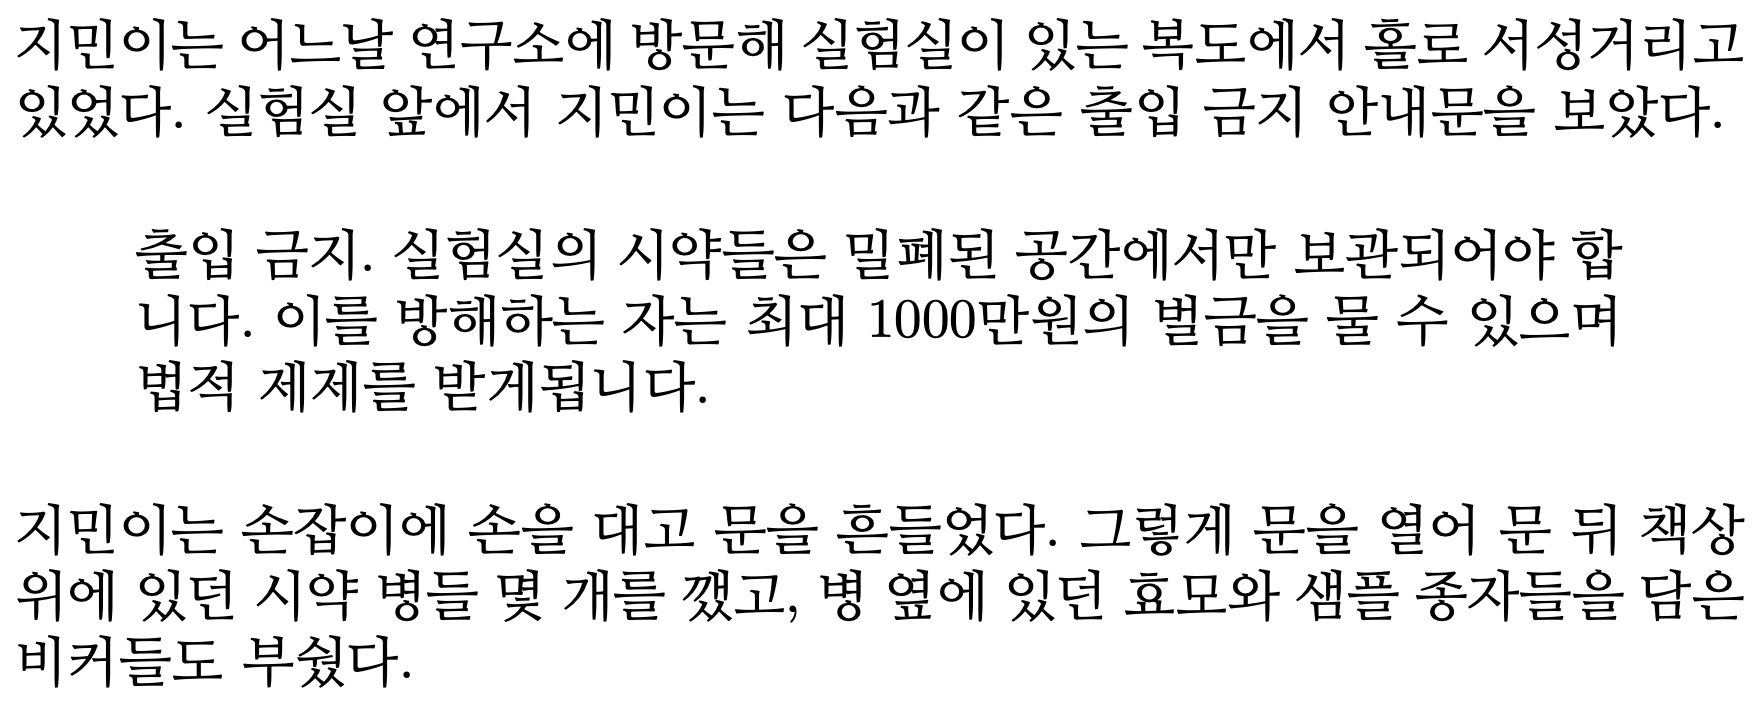 지민이는 어느날 연구소에 방문해 실험실이 있는 복도에서 홀로 서성거리고
있었다. 실험실 앞에서 지민이는 다음과 같은 출입 금지 안내문을 보았다.
출입 금지. 실험실의 시약들은 밀폐된 공간에서만 보관되어야 합
니다. 이를 방해하는 자는 최대 1000만원의 벌금을 물 수 있으며
법적 제제를 받게됩니다.
지민이는 손잡이에 손을 대고 문을 흔들었다. 그렇게 문을 열어 문 뒤 책상
위에 있던 시약 병들 몇 개를 깼고, 병 옆에 있던 효모와 샘플 종자들을 담은
비커들도 부쉈다.